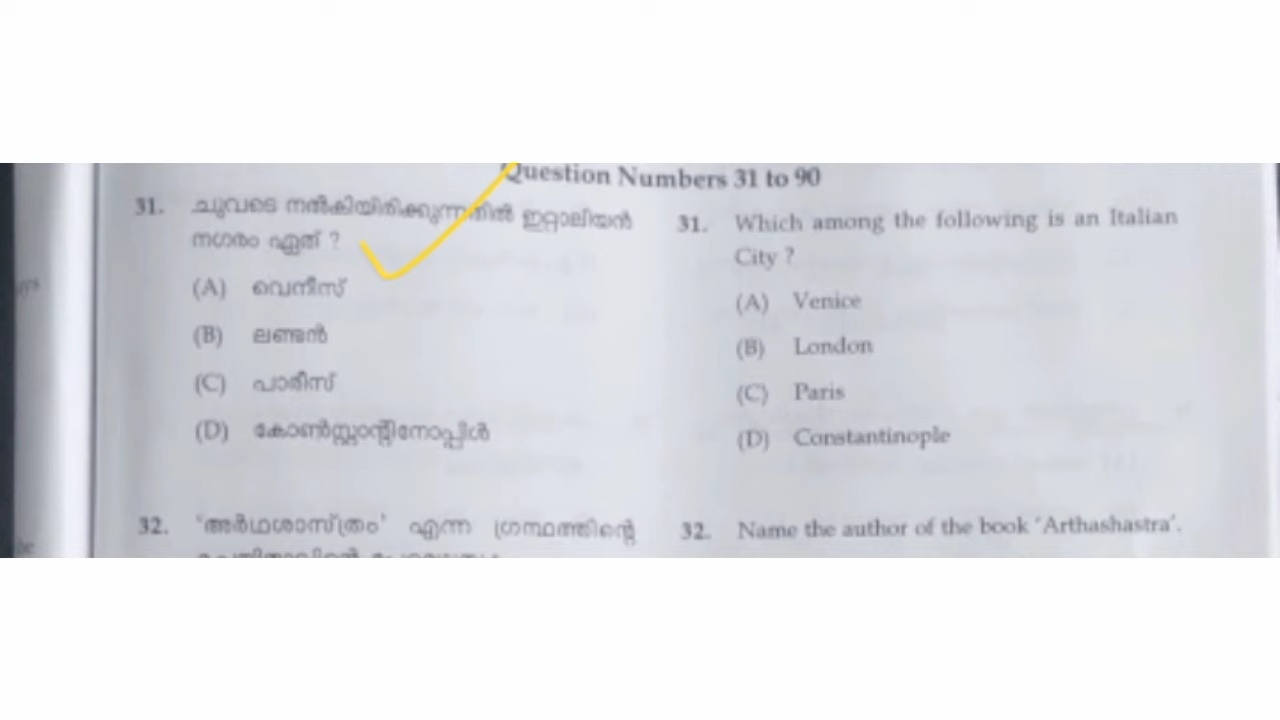 Question Numbers 31 to 90
31. ചുവടെ നൽകിയിരിക്കുന്നതിൽ ഇറ്റാലിയൻ
നഗരം ഏത് ?
(A) വെനീസ്
(B) ലണ്ടൻ
(C) പാരീസ്
(D) കോൺസ്റ്റാന്റിനോപ്പിൾ
32. 'അർഥശാസ്ത്രം' എന്ന ഗ്രന്ഥത്തിന്റെ
31. Which among the following is an Italian
City ?
(A) Venice
(B) London
(C) Paris
(D) Constantinople
32. Name the author of the book 'Arthashastra'.